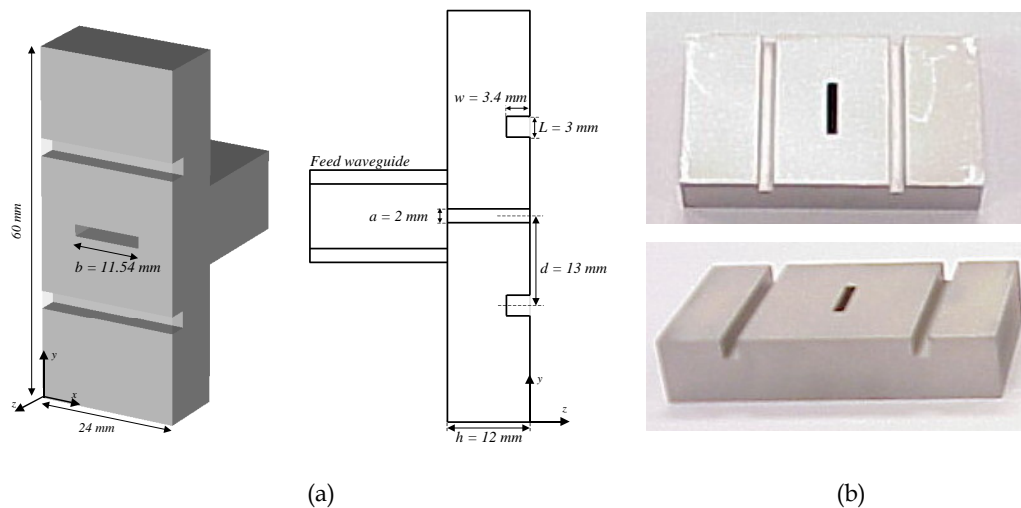 w = 3.4 mm
L = 3 mm
Feed waveguide
a = 2 mm
60 mm
b = 11.54 mm
d = 13 mm
y
z
x
24 mm
y
z
h = 12 mm
(a)
(b)